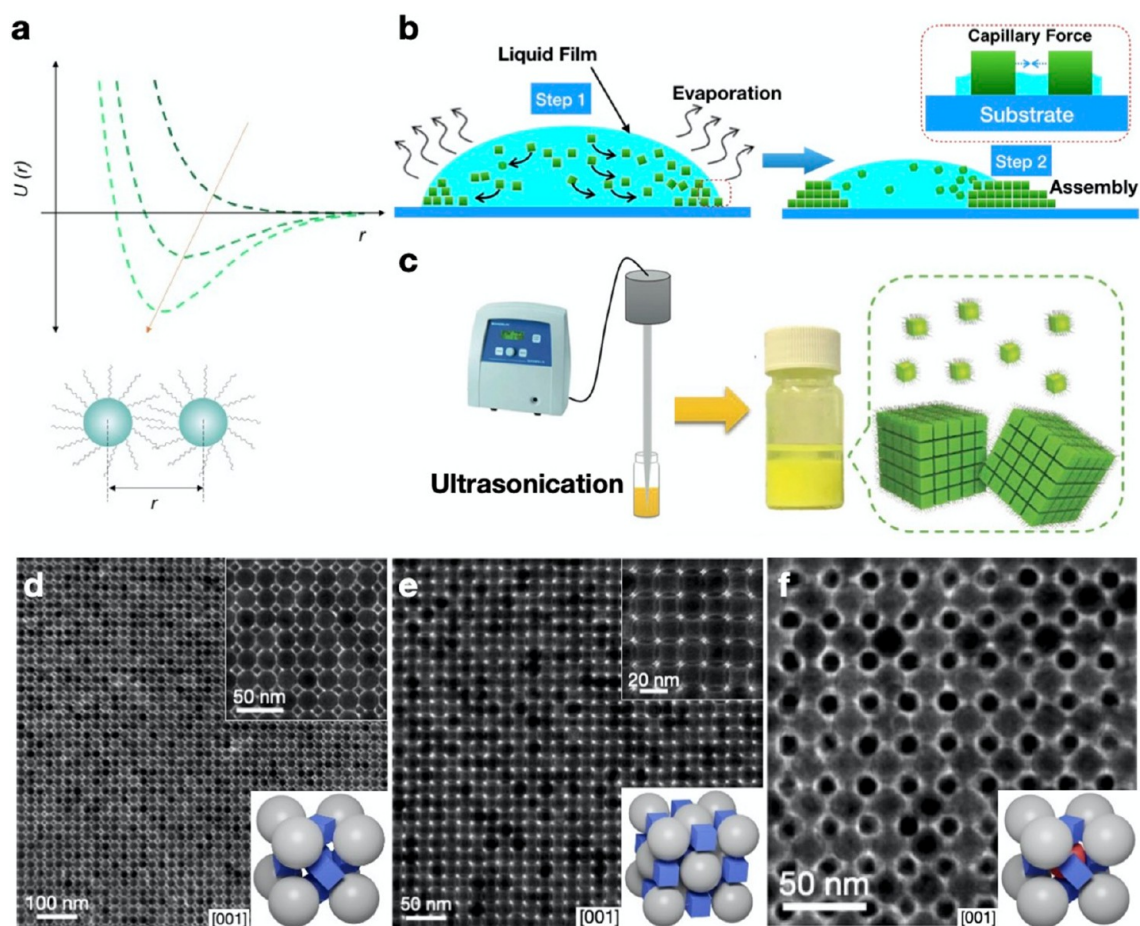 a
U (r)
r
r
b
Liquid Film
Step 1
Evaporation
Capillary Force
Substrate
Step 2
Assembly
c
Ultrasonication
d
50 nm
100 nm
[001]
e
20 nm
50 nm
[001]
f
50 nm
[001]